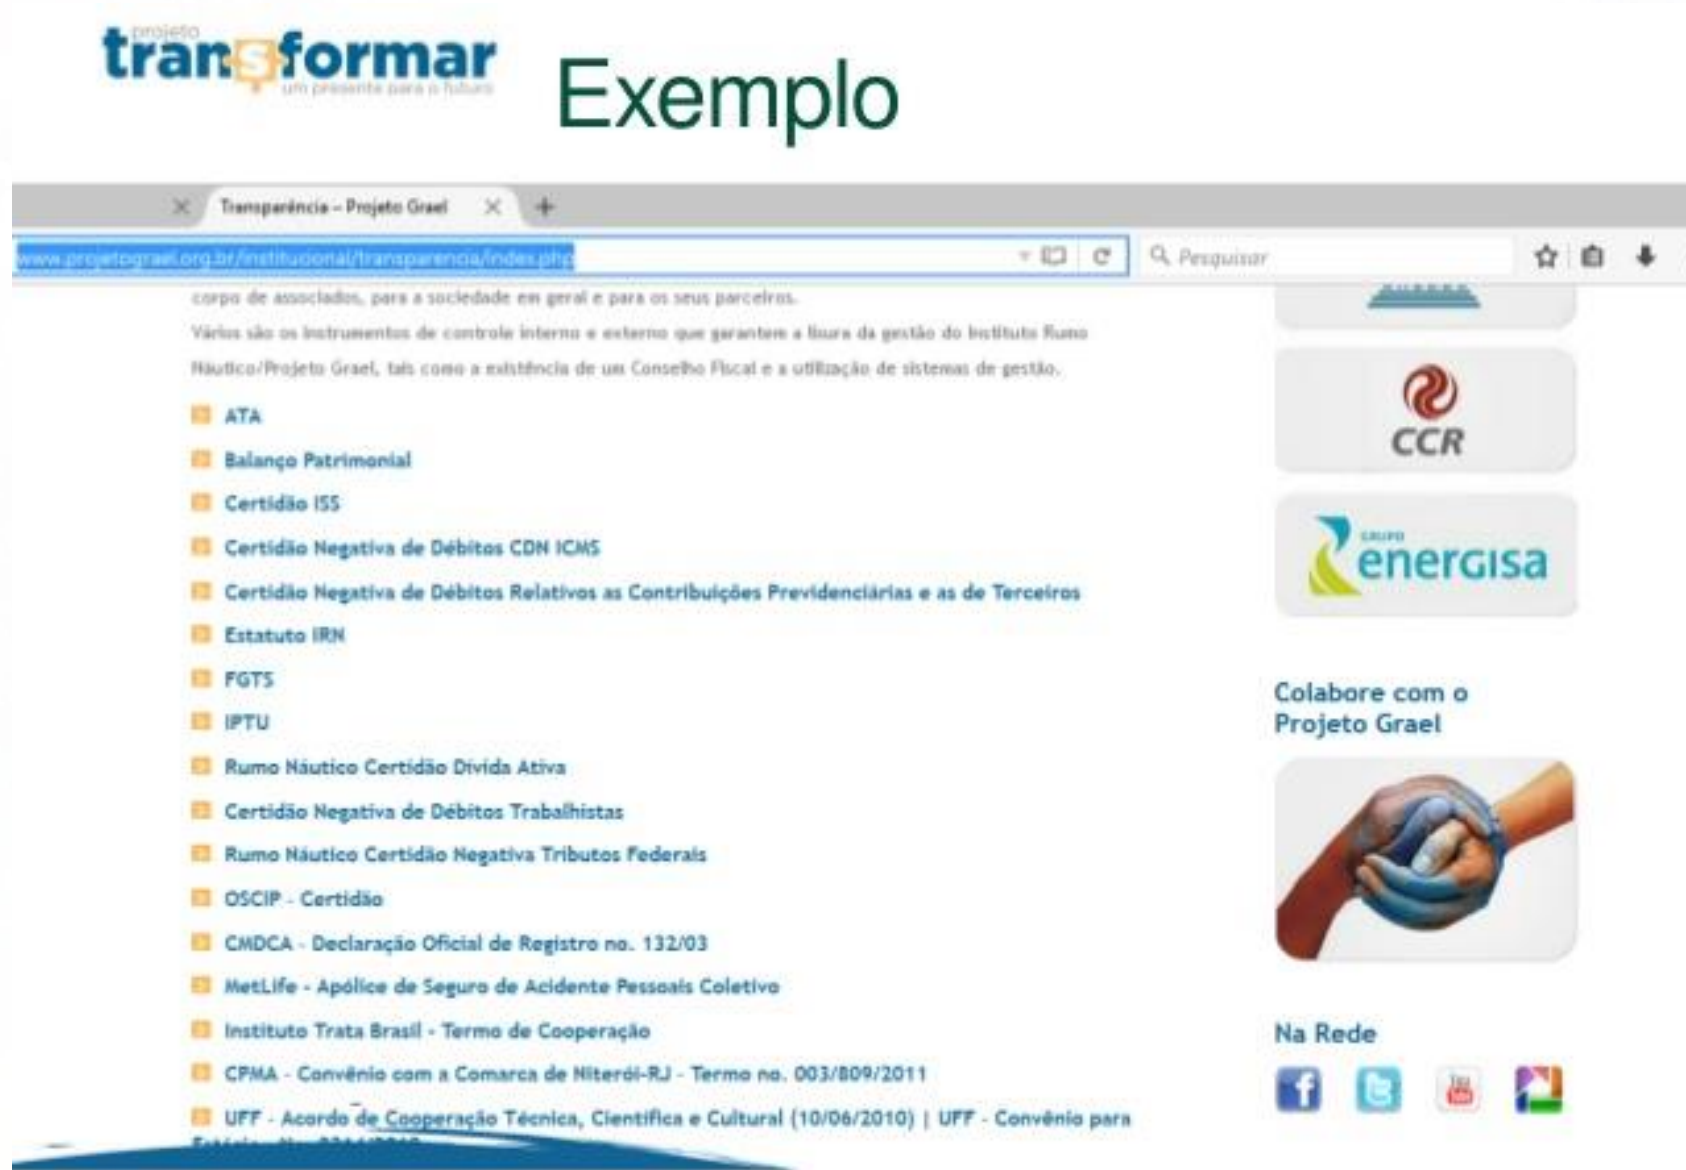 projeto
transformar
um presente para o futuro
Exemplo
Transparência – Projeto Grael
www.projetograel.org.br/institucional/transparencia/index.php
Pesquisar
corpo de associados, para a sociedade em geral e para os seus parceiros.
Vários são os instrumentos de controle interno e externo que garantem a lisura da gestão do Instituto Rumo
Náutico/Projeto Grael, tais como a existência de um Conselho Fiscal e a utilização de sistemas de gestão.
ATA
Balanço Patrimonial
Certidão ISS
Certidão Negativa de Débitos CDN ICMS
Certidão Negativa de Débitos Relativos as Contribuições Previdenciárias e as de Terceiros
Estatuto IRN
FGTS
IPTU
Rumo Náutico Certidão Divida Ativa
Certidão Negativa de Débitos Trabalhistas
Rumo Náutico Certidão Negativa Tributos Federais
OSCIP - Certidão
CMDCA - Declaração Oficial de Registro no. 132/03
MetLife - Apólice de Seguro de Acidente Pessoais Coletivo
Instituto Trata Brasil - Termo de Cooperação
CPMA - Convênio com a Comarca de Niterói-RJ - Termo no. 003/809/2011
UFF - Acordo de Cooperação Técnica, Científica e Cultural (10/06/2010) | UFF - Convênio para
CCR
GRUPO
energisa
Colabore com o
Projeto Grael
Na Rede
f
t
You
Tube